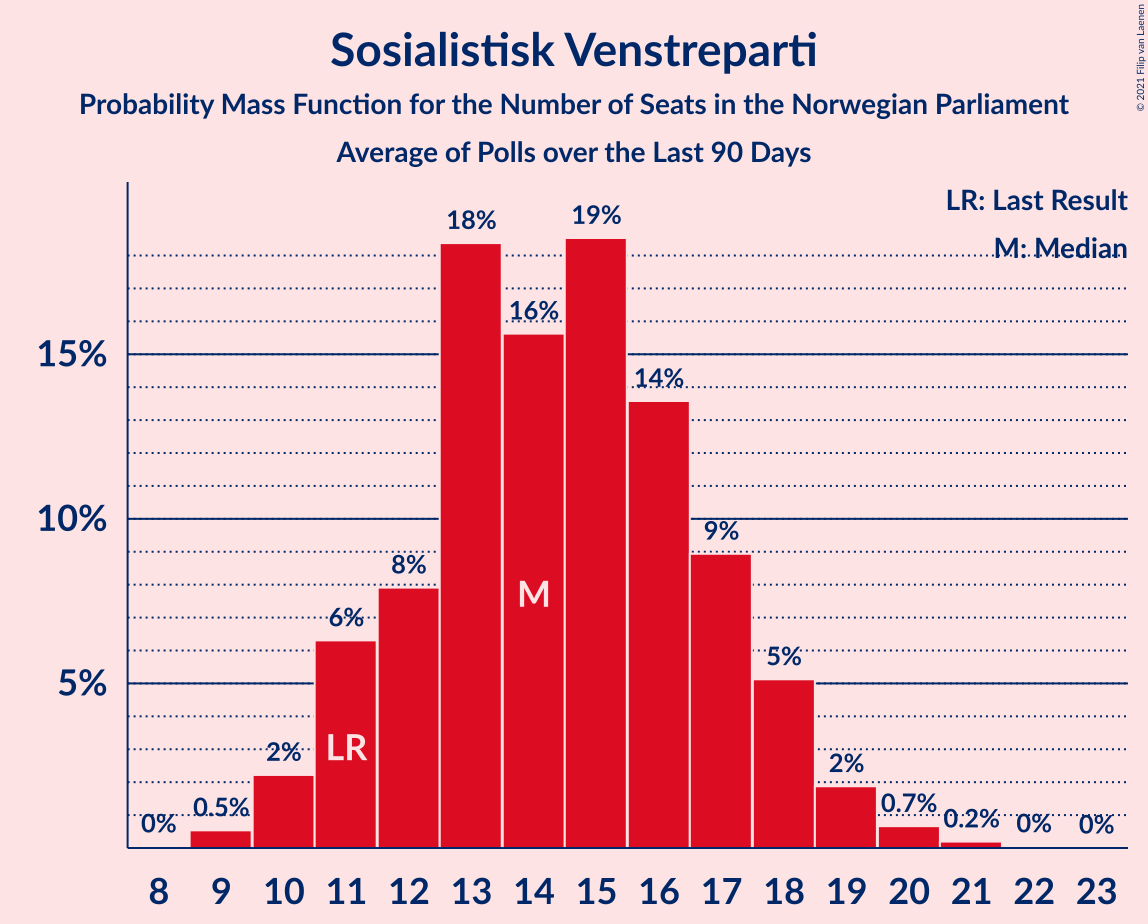 Sosialistisk Venstreparti
Probability Mass Function for the Number of Seats in the Norwegian Parliament
Average of Polls over the Last 90 Days
© 2021 Filip van Laenen
LR: Last Result
M: Median
15%
10%
5%
0%
0.5%
2%
6%
8%
18%
16%
19%
14%
9%
5%
2%
0.7%
0.2%
0%
0%
LR
M
8 9 10 11 12 13 14 15 16 17 18 19 20 21 22 23